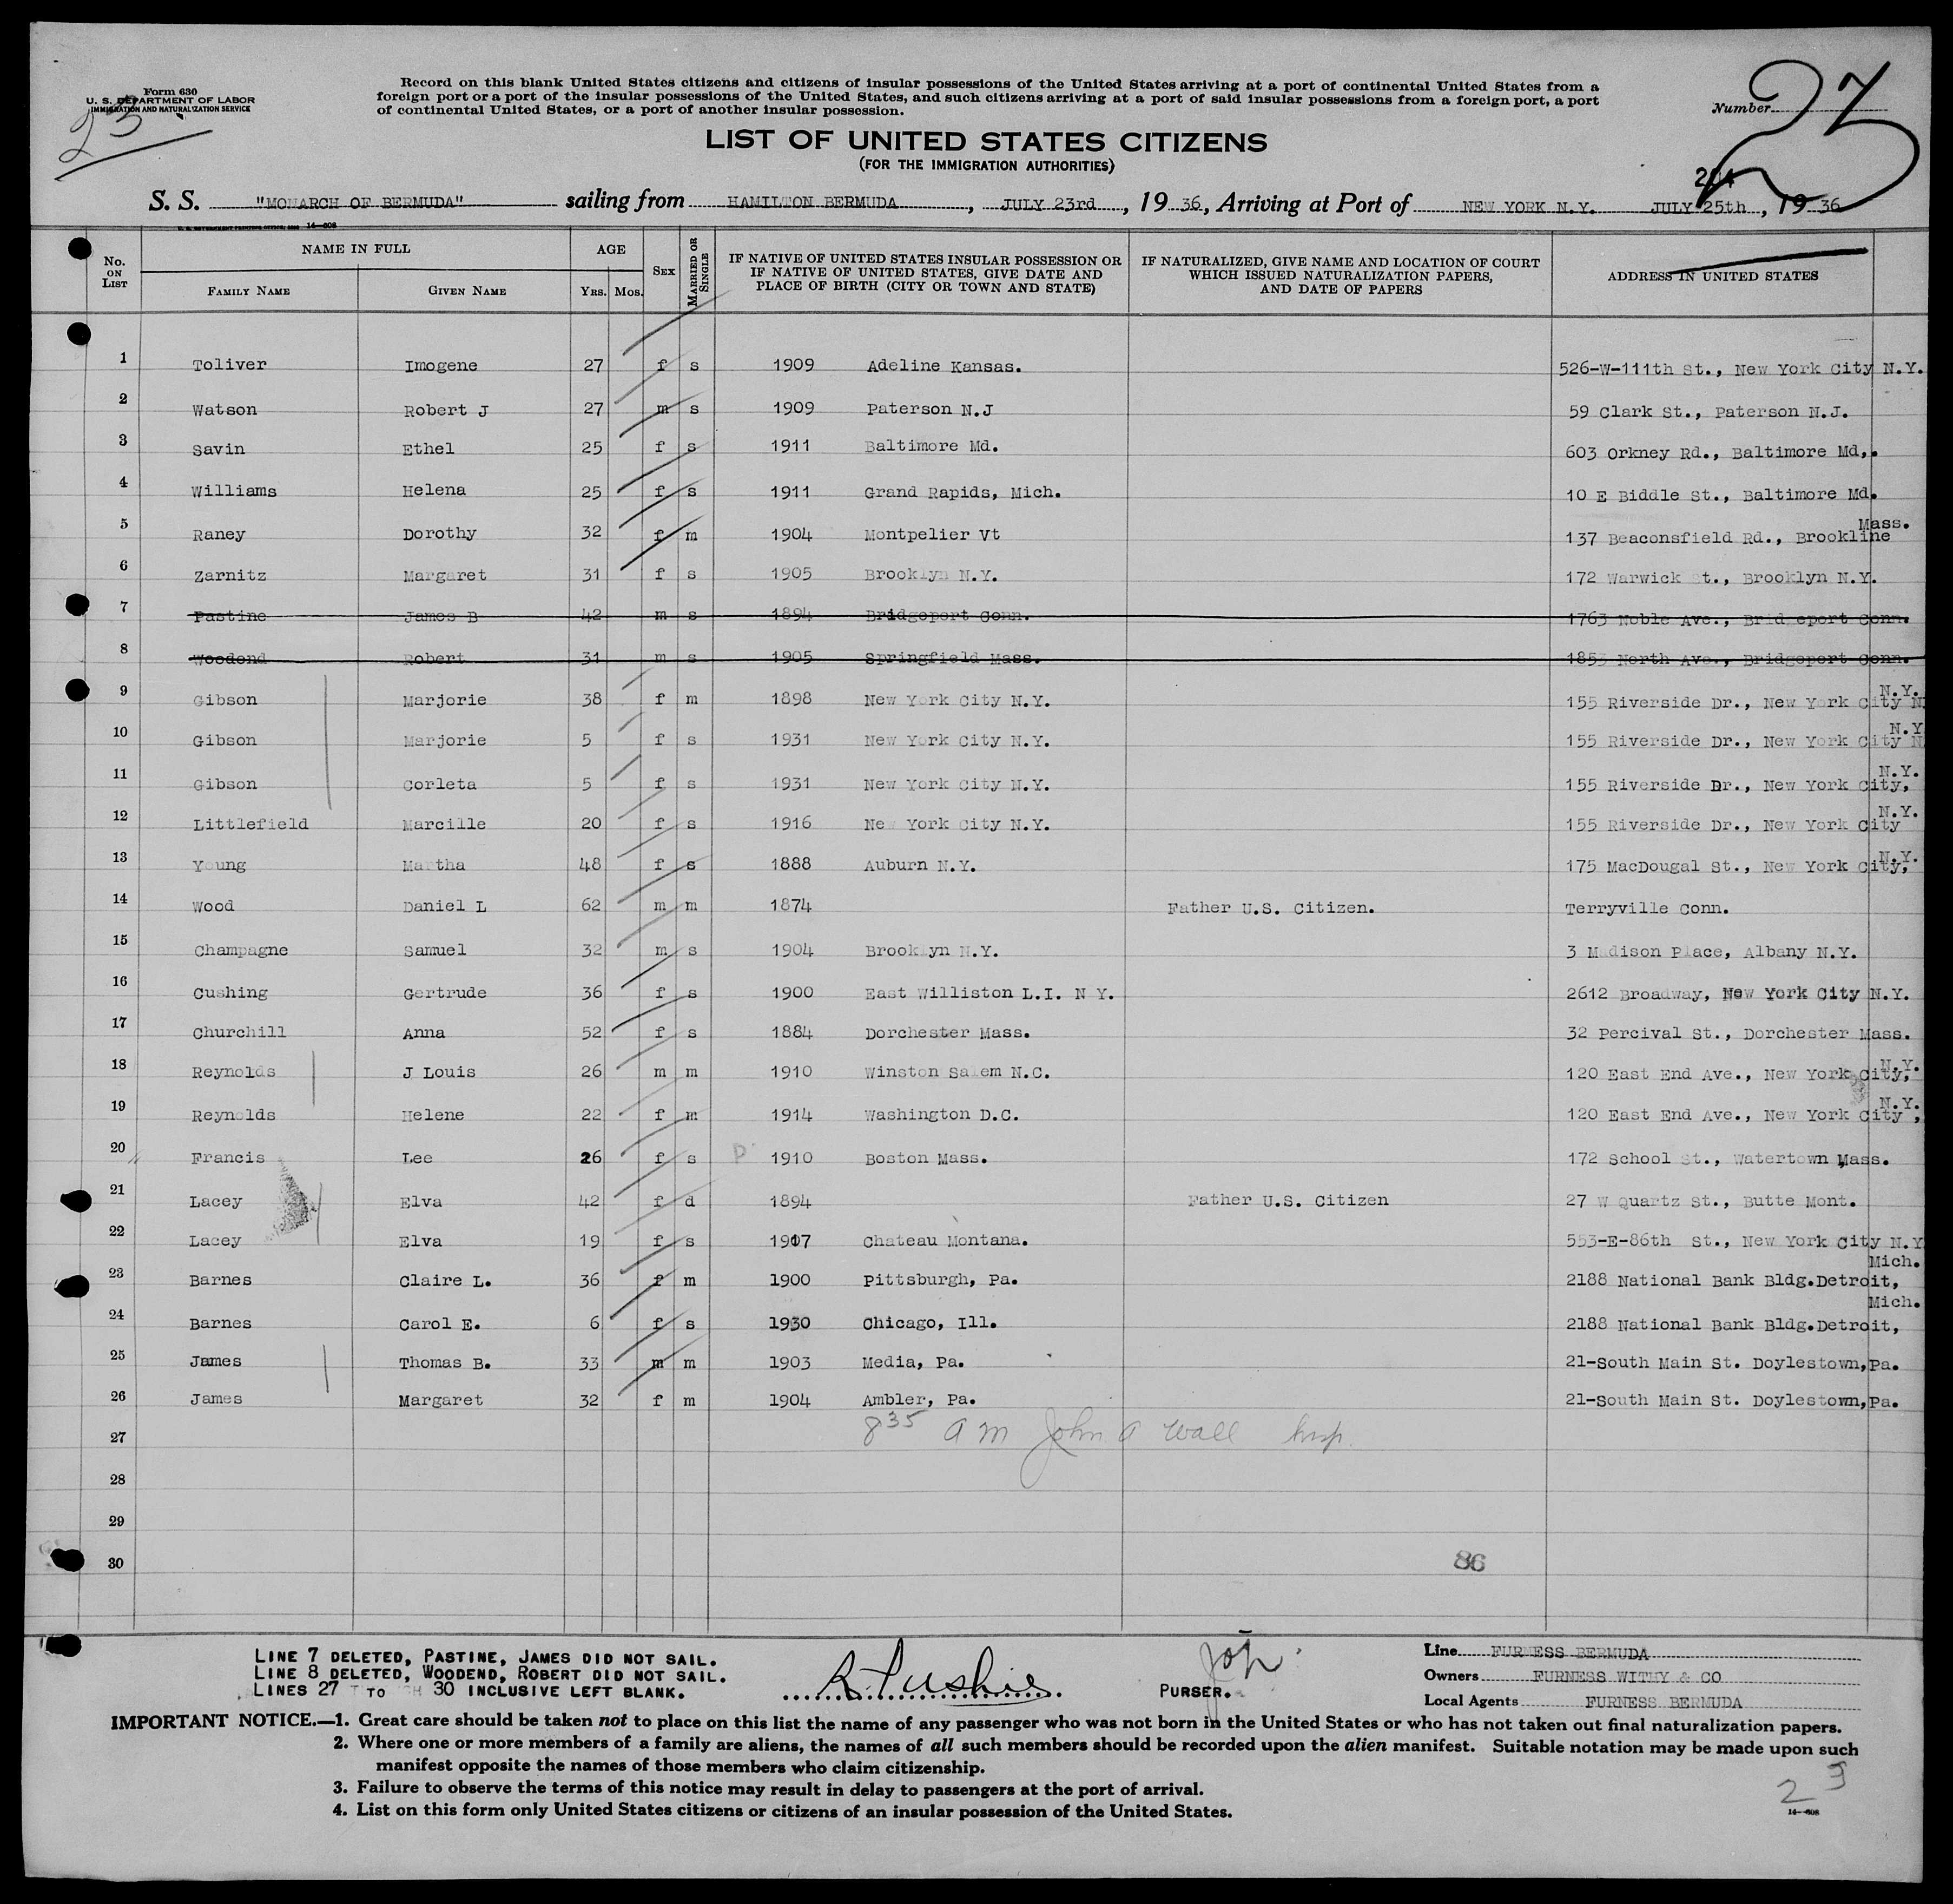 Form 630
U. S. DEPARTMENT OF LABOR
IMMIGRATION AND NATURALIZATION SERVICE
23
Record on this blank United States citizens and citizens of insular possessions of the United States arriving at a port of continental United States from a
foreign port or a port of the insular possessions of the United States, and such citizens arriving at a port of said insular possessions from a foreign port, a port
of continental United States, or a port of another insular possession.
Number
23
LIST OF UNITED STATES CITIZENS
(FOR THE IMMIGRATION AUTHORITIES)
204
S. S. "MONARCH OF BERMUDA" sailing from HAMILTON BERMUDA, JULY 23rd, 19 36, Arriving at Port of NEW YORK N.Y. JULY 25th, 19 36
14—608
No. ON LIST NAME IN FULL FAMILY NAME GIVEN NAME AGE YRS. MOS. SEX MARRIED OR SINGLE IF NATIVE OF UNITED STATES INSULAR POSSESSION OR IF NATIVE OF UNITED STATES, GIVE DATE AND PLACE OF BIRTH (CITY OR TOWN AND STATE) IF NATURALIZED, GIVE NAME AND LOCATION OF COURT WHICH ISSUED NATURALIZATION PAPERS, AND DATE OF PAPERS ADDRESS IN UNITED STATES
1 Toliver Imogene 27 f s 1909 Adeline Kansas. 526-W-111th St., New York City N.Y.
2 Watson Robert J 27 m s 1909 Paterson N.J 59 Clark St., Paterson N.J.
3 Savin Ethel 25 f s 1911 Baltimore Md. 603 Orkney Rd., Baltimore Md,.
4 Williams Helena 25 f s 1911 Grand Rapids, Mich. 10 E Biddle St., Baltimore Md.
5 Raney Dorothy 32 f m 1904 Montpelier Vt 137 Beaconsfield Rd., Brookline Mass.
6 Zarnitz Margaret 31 f s 1905 Brooklyn N.Y. 172 Warwick St., Brooklyn N.Y.
7 Pastine James B 42 m s 1894 Bridgeport Conn. 1763 Noble Ave., Bridgeport Conn.
8 Woodend Robert 31 m s 1905 Springfield Mass. 1853 North Ave., Bridgeport Conn.
9 Gibson Marjorie 38 f m 1898 New York City N.Y. 155 Riverside Dr., New York City N.Y.
10 Gibson Marjorie 5 f s 1931 New York City N.Y. 155 Riverside Dr., New York City N.Y
11 Gibson Corleta 5 f s 1931 New York City N.Y. 155 Riverside Dr., New York City, N.Y.
12 Littlefield Marcille 20 f s 1916 New York City N.Y. 155 Riverside Dr., New York City N.Y.
13 Young Martha 48 f s 1888 Auburn N.Y. 175 MacDougal St., New York City, N.Y.
14 Wood Daniel L 62 m m 1874 Father U.S. Citizen. Terryville Conn.
15 Champagne Samuel 32 m s 1904 Brooklyn N.Y. 3 Madison Place, Albany N.Y.
16 Cushing Gertrude 36 f s 1900 East Williston L.I. N Y. 2612 Broadway, New York City N.Y.
17 Churchill Anna 52 f s 1884 Dorchester Mass. 32 Percival St., Dorchester Mass.
18 Reynolds J Louis 26 m m 1910 Winston Salem N.C. 120 East End Ave., New York City, N.Y.
19 Reynolds Helene 22 f m 1914 Washington D.C. 120 East End Ave., New York City, N.Y.
20 Francis Lee 26 f s 1910 Boston Mass. 172 School St., Watertown Mass.
21 Lacey Elva 42 f d 1894 Father U.S. Citizen 27 W Quartz St., Butte Mont.
22 Lacey Elva 19 f s 1917 Chateau Montana. 553-E-86th St., New York City N.Y
23 Barnes Claire L. 36 f m 1900 Pittsburgh, Pa. 2188 National Bank Bldg.Detroit, Mich.
24 Barnes Carol E. 6 f s 1930 Chicago, Ill. 2188 National Bank Bldg.Detroit, Mich.
25 James Thomas B. 33 m m 1903 Media, Pa. 21-South Main St. Doylestown,Pa.
26 James Margaret 32 f m 1904 Ambler, Pa. 21-South Main St. Doylestown,Pa.
27 8 35 a m John A Wall Insp
28
29
30 86
LINE 7 DELETED, PASTINE, JAMES DID NOT SAIL.
LINE 8 DELETED, WOODEND, ROBERT DID NOT SAIL.
LINES 27 TO 30 INCLUSIVE LEFT BLANK.
PURSER.
Line FURNESS BERMUDA
Owners FURNESS WITHY & CO
Local Agents FURNESS BERMUDA
IMPORTANT NOTICE.—1. Great care should be taken not to place on this list the name of any passenger who was not born in the United States or who has not taken out final naturalization papers.
2. Where one or more members of a family are aliens, the names of all such members should be recorded upon the alien manifest. Suitable notation may be made upon such
manifest opposite the names of those members who claim citizenship.
3. Failure to observe the terms of this notice may result in delay to passengers at the port of arrival.
4. List on this form only United States citizens or citizens of an insular possession of the United States.
23
14—608